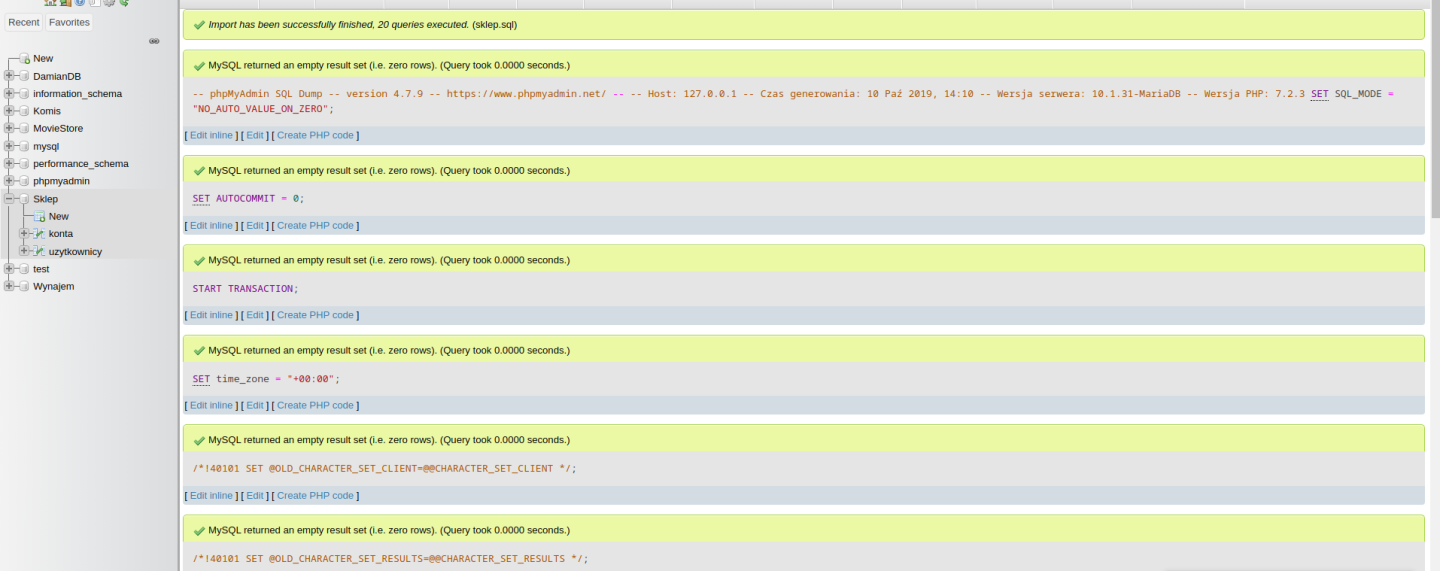 Recent Favorites
New
DamianDB
information_schema
Komis
MovieStore
mysql
performance_schema
phpmyadmin
Sklep
New
konta
uzytkownicy
test
Wynajem
Import has been successfully finished, 20 queries executed. (sklep.sql)
MySQL returned an empty result set (i.e. zero rows). (Query took 0.0000 seconds.)
-- phpMyAdmin SQL Dump -- version 4.7.9 -- https://www.phpmyadmin.net/ -- -- Host: 127.0.0.1 -- Czas generowania: 10 Paź 2019, 14:10 -- Wersja serwera: 10.1.31-MariaDB -- Wersja PHP: 7.2.3 SET SQL_MODE =
"NO_AUTO_VALUE_ON_ZERO";
[ Edit inline ] [ Edit ] [ Create PHP code ]
MySQL returned an empty result set (i.e. zero rows). (Query took 0.0000 seconds.)
SET AUTOCOMMIT = 0;
[ Edit inline ] [ Edit ] [ Create PHP code ]
MySQL returned an empty result set (i.e. zero rows). (Query took 0.0000 seconds.)
START TRANSACTION;
[ Edit inline ] [ Edit ] [ Create PHP code ]
MySQL returned an empty result set (i.e. zero rows). (Query took 0.0000 seconds.)
SET time_zone = "+00:00";
[ Edit inline ] [ Edit ] [ Create PHP code ]
MySQL returned an empty result set (i.e. zero rows). (Query took 0.0000 seconds.)
/*!40101 SET @OLD_CHARACTER_SET_CLIENT=@@CHARACTER_SET_CLIENT */;
[ Edit inline ] [ Edit ] [ Create PHP code ]
MySQL returned an empty result set (i.e. zero rows). (Query took 0.0000 seconds.)
/*!40101 SET @OLD_CHARACTER_SET_RESULTS=@@CHARACTER_SET_RESULTS */;